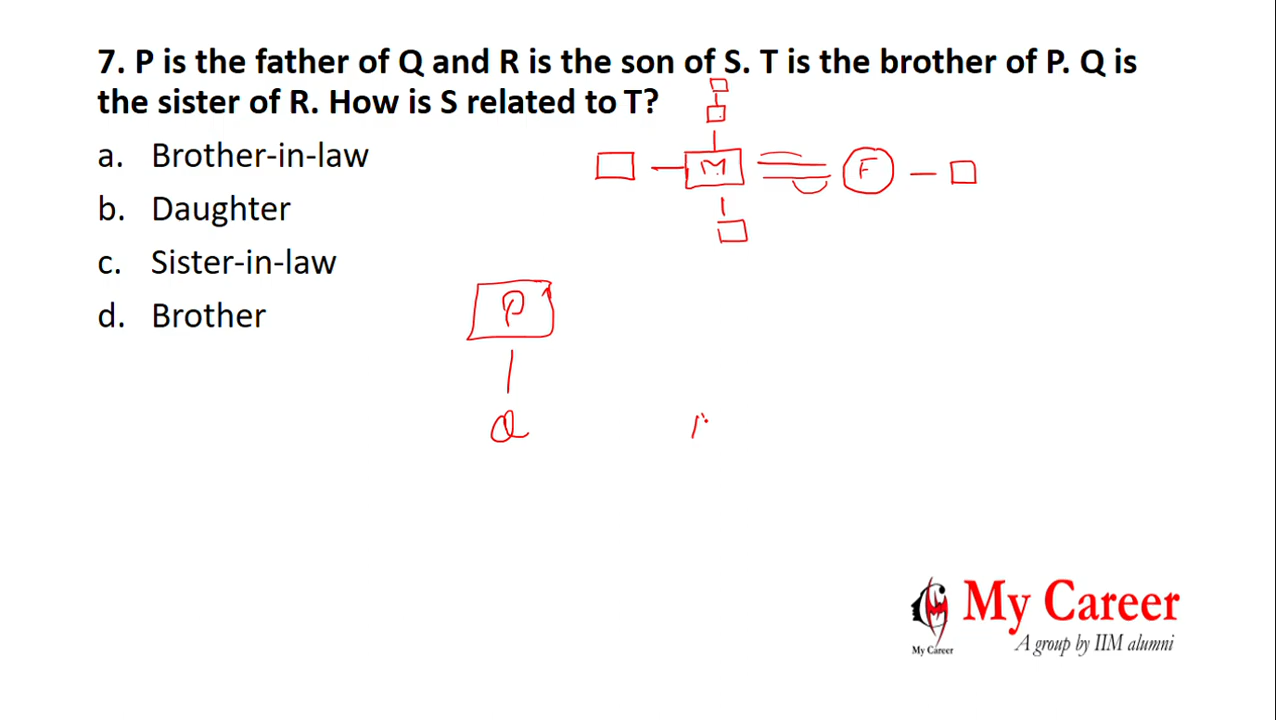 7. P is the father of Q and R is the son of S. T is the brother of P. Q is
the sister of R. How is S related to T?
a. Brother-in-law
b. Daughter
c. Sister-in-law
d. Brother
M
F
P
Q
My Career
A group by IIM alumni
My Career